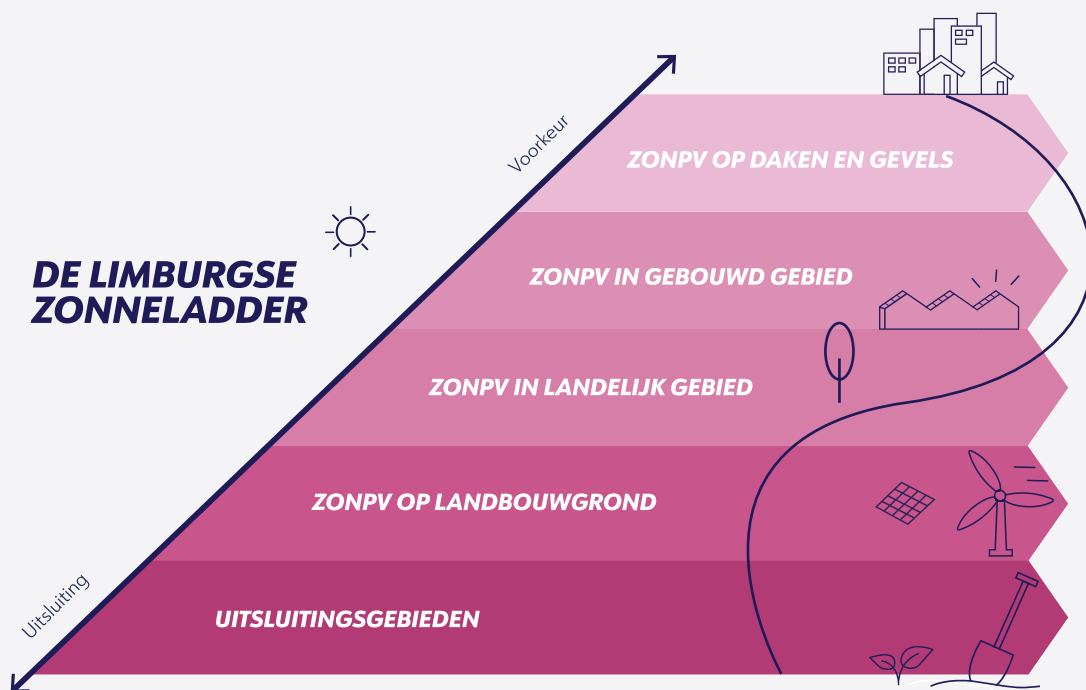 DE LIMBURGSE
ZONNELADDER
Voorkeur
ZONPV OP DAKEN EN GEVELS
ZONPV IN GEBOUWD GEBIED
ZONPV IN LANDELIJK GEBIED
ZONPV OP LANDBOUWGROND
Uitsluiting
UITSLUITINGSGEBIEDEN